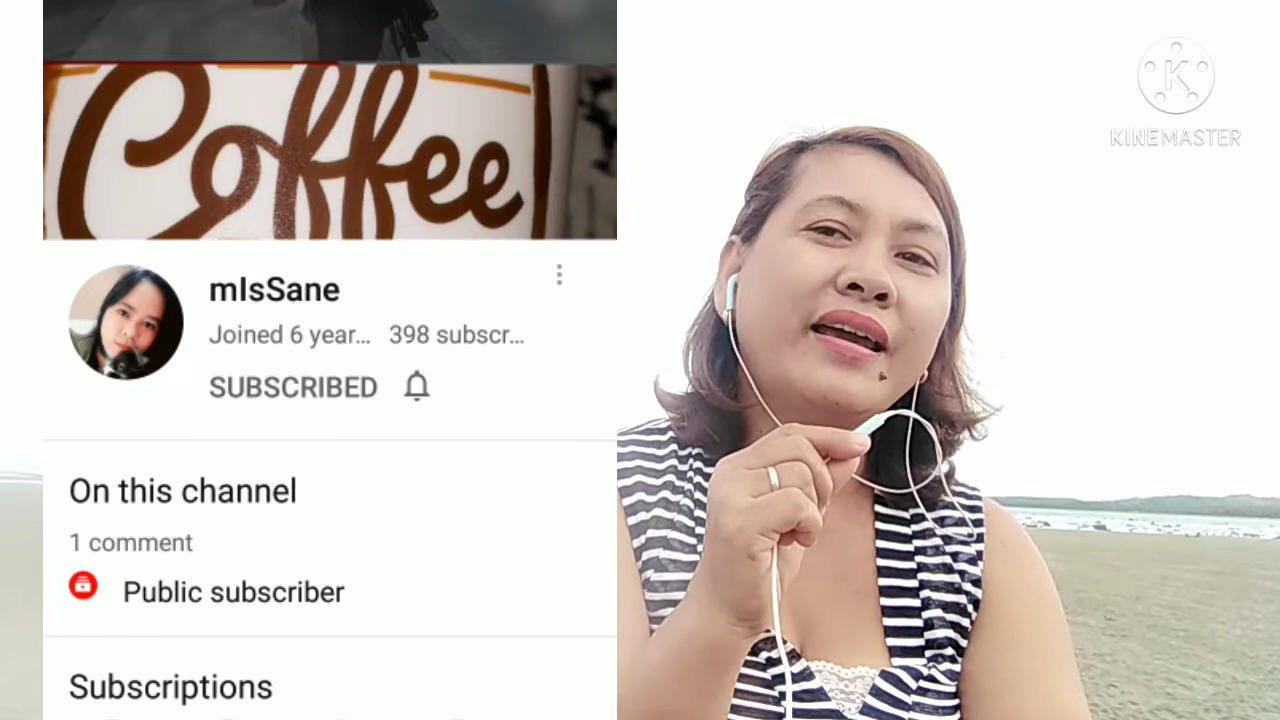 Coffee
mIsSane
Joined 6 year... 398 subscr...
SUBSCRIBED
On this channel
1 comment
Public subscriber
Subscriptions
K
KINEMASTER